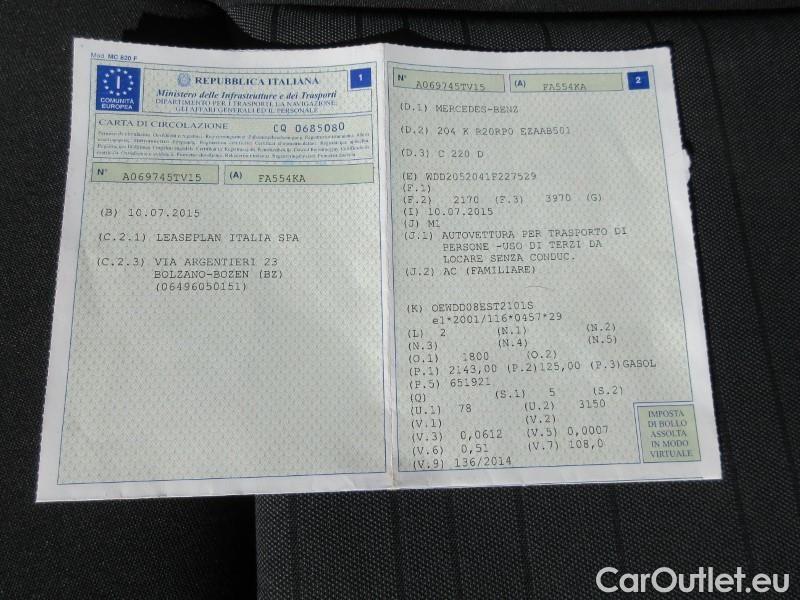 Mod. MC 820 F
COMUNITÀ
EUROPEA
REPUBBLICA ITALIANA
1
Ministero delle Infrastrutture e dei Trasporti
DIPARTIMENTO PER I TRASPORTI, LA NAVIGAZIONE,
GLI AFFARI GENERALI ED IL PERSONALE
CARTA DI CIRCOLAZIONE CQ 0685080
N° A069745TV15 (A) FA554KA
(B) 10.07.2015
(C.2.1) LEASEPLAN ITALIA SPA
(C.2.3) VIA ARGENTIERI 23
BOLZANO-BOZEN (BZ)
(06496050151)
N° A069745TV15 (A) FA554KA 2
(D.1) MERCEDES-BENZ
(D.2) 204 K R20RP0 EZAAB501
(D.3) C 220 D
(E) WDD2052041F227529
(F.1)
(F.2) 2170 (F.3) 3970 (G)
(I) 10.07.2015
(J) M1
(J.1) AUTOVETTURA PER TRASPORTO DI
PERSONE -USO DI TERZI DA
LOCARE SENZA CONDUC.
(J.2) AC (FAMILIARE)
(K) OEWDD08EST2101S
e1*2001/116*0457*29
(L) 2 (N.1) (N.2)
(N.3) (N.4) (N.5)
(O.1) 1800 (O.2)
(P.1) 2143,00 (P.2)125,00 (P.3)GASOL
(P.5) 651921
(Q) (S.1) 5 (S.2)
(U.1) 78 (U.2) 3150
(V.1) (V.2)
(V.3) 0,0612 (V.5) 0,0007
(V.6) 0,51 (V.7) 108,0
(V.9) 136/2014
IMPOSTA
DI BOLLO
ASSOLTA
IN MODO
VIRTUALE
CarOutlet.eu